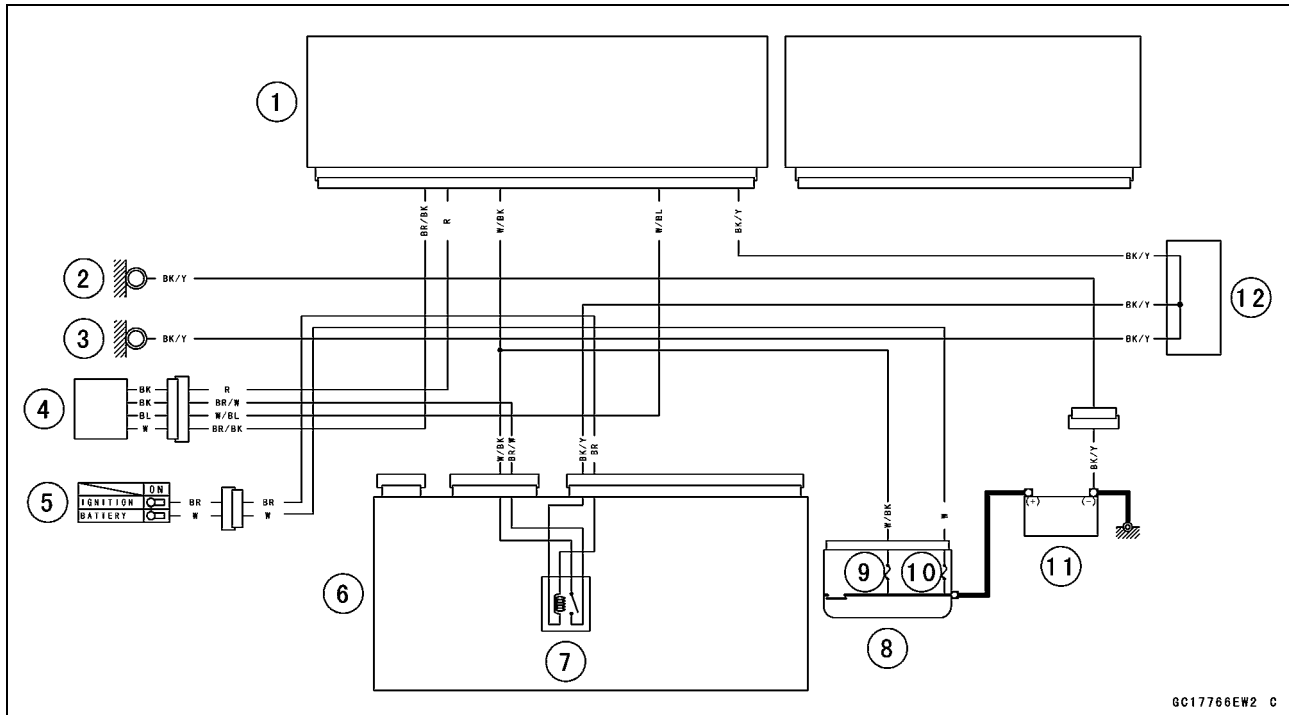 1
BR/BK
R
W/BK
W/BL
BK/Y
2
BK/Y
BK/Y
12
BK/Y
3
BK/Y
BK/Y
4
BK
R
BK
BR/W
BL
W/BL
W
BR/BK
W/BK
BR/W
BK/Y
BR
BK/Y
5
ON
IGNITION
BR
BR
BATTERY
W
W
W/BK
W
(+)
(-)
9
10
11
6
7
8
GC17766EW2 C